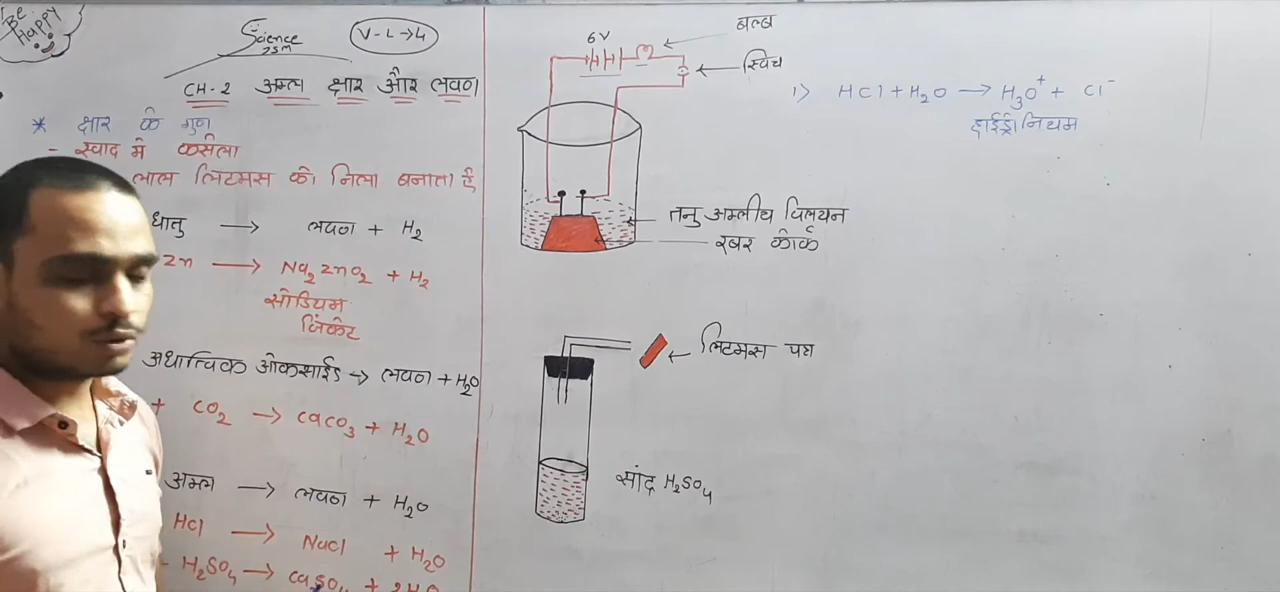 Be
Happy
Science
V-L→4
CH-2 अम्ल क्षार और लवण
* क्षार के गुण
- स्वाद मे कसैला
लाल लिटमस को निला बनाता है
धातु → लवण + H₂
Zn → Na₂ZnO₂ + H₂
सोडियम
जिंकेट
अधात्विक ओकसाईड → लवण + H₂O
+ CO₂ → CaCO₃ + H₂O
अम्ल → लवण + H₂O
HCl → NaCl + H₂O
- H₂SO₄ → CaSO₄ + 2H₂O
6V
बल्ब
स्विच
तनु अम्लीय विलयन
रबर कॉर्क
लिटमस पत्र
सांद्र H₂SO₄
1) HCl + H₂O → H₃O⁺ + Cl⁻
हाईड्रोनियम